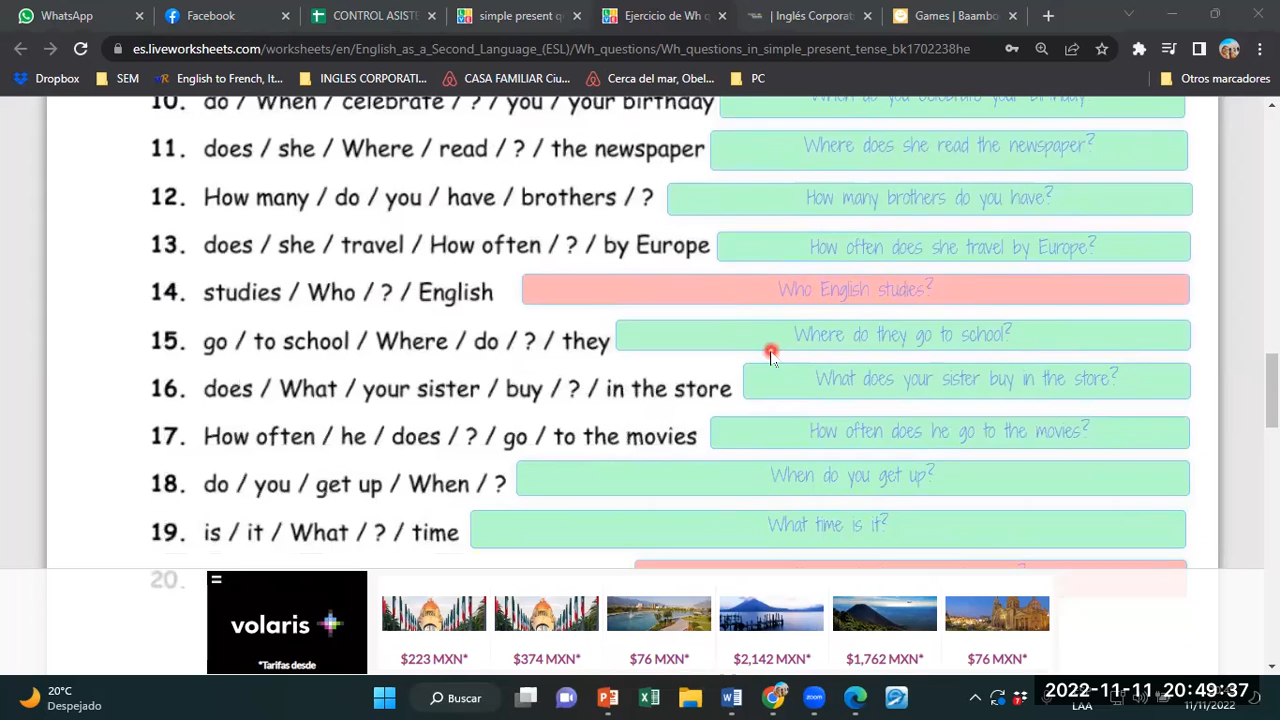 WhatsApp
Facebook
CONTROL ASIST
simple present q
Ejercicio de Wh q
| Inglés Corporat
Games | Baambo
es.liveworksheets.com/worksheets/en/English_as_a_Second_Language_(ESL)/Wh_questions/Wh_questions_in_simple_present_tense_bk1702238he
Dropbox
SEM
English to French, It...
INGLES CORPORATI...
CASA FAMILIAR Ciu...
Cerca del mar, Obel...
PC
Otros marcadores
10. do / When / celebrate / ? / you / your birthday When do you celebrate your birthday
11. does / she / Where / read / ? / the newspaper Where does she read the newspaper?
12. How many / do / you / have / brothers / ? How many brothers do you have?
13. does / she / travel / How often / ? / by Europe How often does she travel by Europe?
14. studies / Who / ? / English Who English studies?
15. go / to school / Where / do / ? / they Where do they go to school?
16. does / What / your sister / buy / ? / in the store What does your sister buy in the store?
17. How often / he / does / ? / go / to the movies How often does he go to the movies?
18. do / you / get up / When / ? When do you get up?
19. is / it / What / ? / time What time is it?
20.
volaris
*Tarifas desde
$223 MXN*
$374 MXN*
$76 MXN*
$2,142 MXN*
$1,762 MXN*
$76 MXN*
20°C
Despejado
Buscar
2022-11-11 20:49:37
LAA
11/11/2022